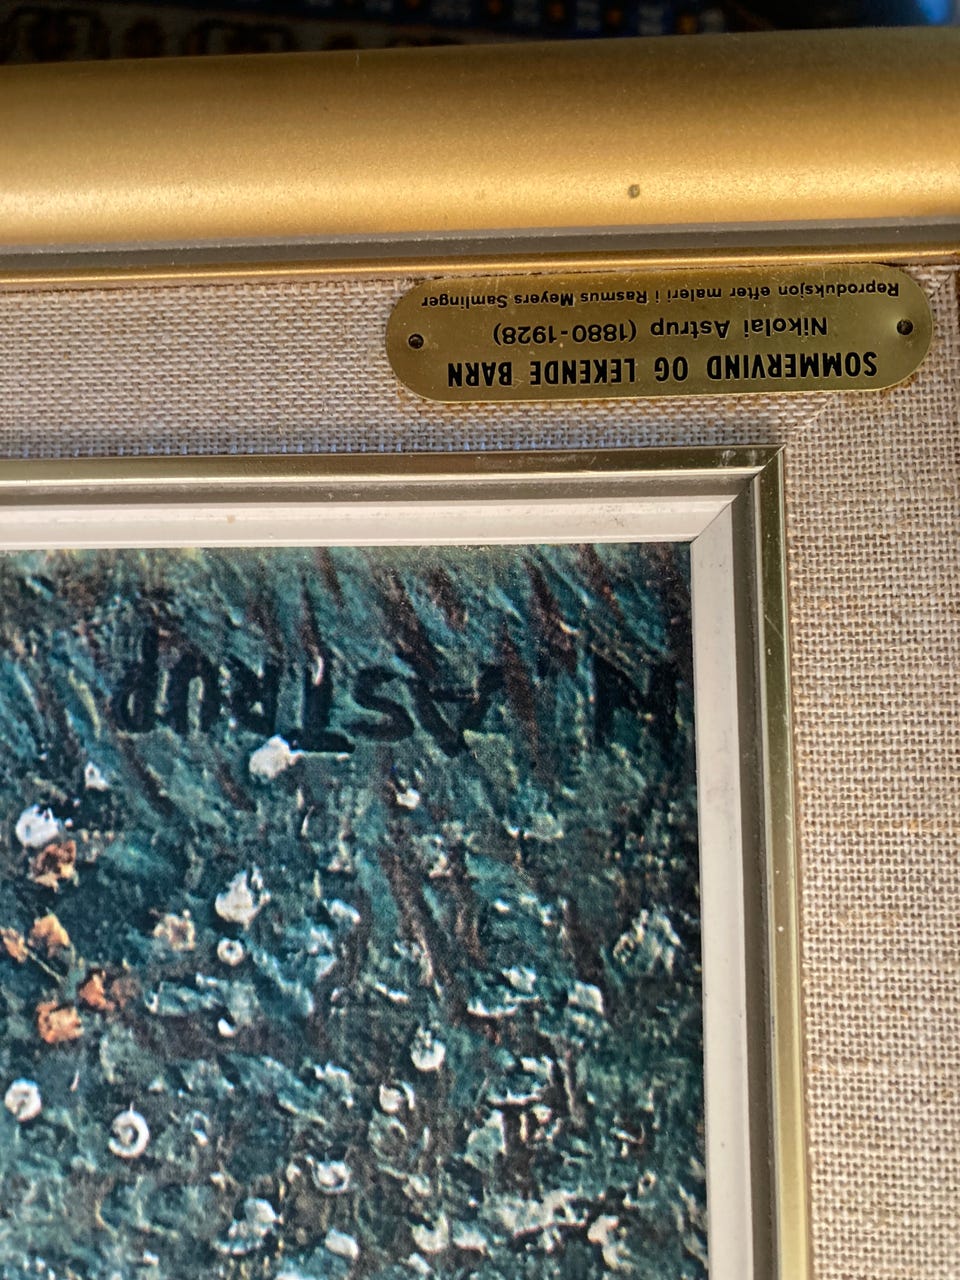 SOMMERVIND OG LEKENDE BARN
Nikolai Astrup (1880-1928)
Reproduksjon efter maleri i Rasmus Meyers Samlinger
N. ASTRUP